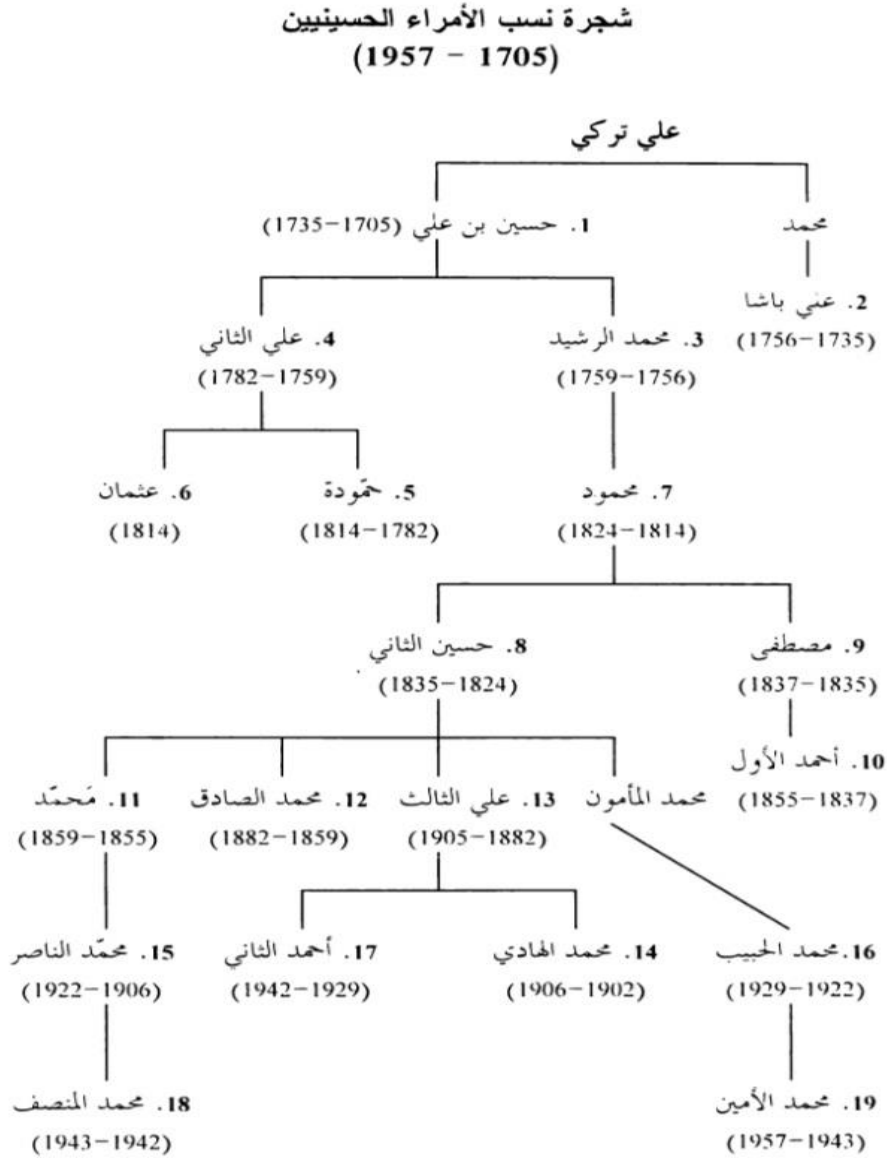 شجرة نسب الأمراء الحسينيين
(1957 – 1705)
علي تركي
محمد
1. حسين بن علي (1735–1705)
2. عني باشا
(1756–1735)
3. محمد الرشيد
(1759–1756)
4. علي الثاني
(1782–1759)
7. محمود
(1824–1814)
5. حمّودة
(1814–1782)
6. عثمان
(1814)
9. مصطفى
(1837–1835)
8. حسين الثاني
(1835–1824)
10. أحمد الأول
(1855–1837)
محمد المأمون
13. علي الثالث
(1905–1882)
12. محمد الصادق
(1882–1859)
11. مَحمّد
(1859–1855)
16. محمد الحبيب
(1929–1922)
14. محمد الهادي
(1906–1902)
17. أحمد الثاني
(1942–1929)
15. محمّد الناصر
(1922–1906)
19. محمد الأمين
(1957–1943)
18. محمد المنصف
(1943–1942)